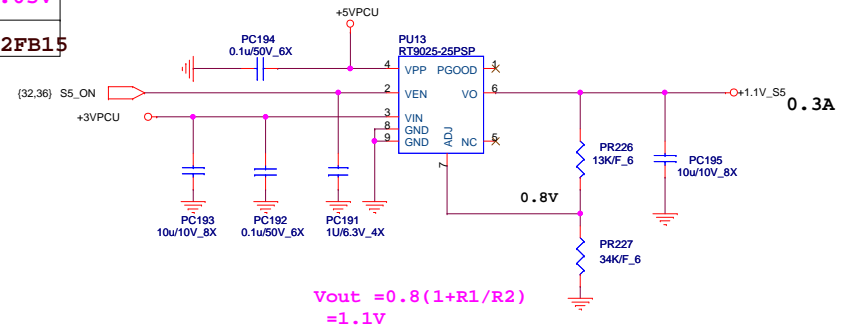 2FB15
+5VPCU
PC194
0.1u/50V_6X
PU13
RT9025-25PSP
4 VPP PGOOD 1
{32,36} S5_ON
2 VEN VO 6
+1.1V_S5
0.3A
+3VPCU
3 VIN
8 GND
9 GND ADJ NC 5
7
PR226
13K/F_6
PC195
10u/10V_8X
0.8V
PC193
10u/10V_8X
PC192
0.1u/50V_6X
PC191
1U/6.3V_4X
PR227
34K/F_6
Vout =0.8(1+R1/R2)
=1.1V